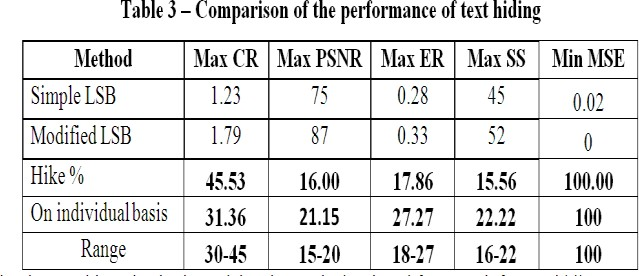 Table 3 – Comparison of the performance of text hiding
Method Max CR Max PSNR Max ER Max SS Min MSE
Simple LSB 1.23 75 0.28 45 0.02
Modified LSB 1.79 87 0.33 52 0
Hike % 45.53 16.00 17.86 15.56 100.00
On individual basis 31.36 21.15 27.27 22.22 100
Range 30-45 15-20 18-27 16-22 100